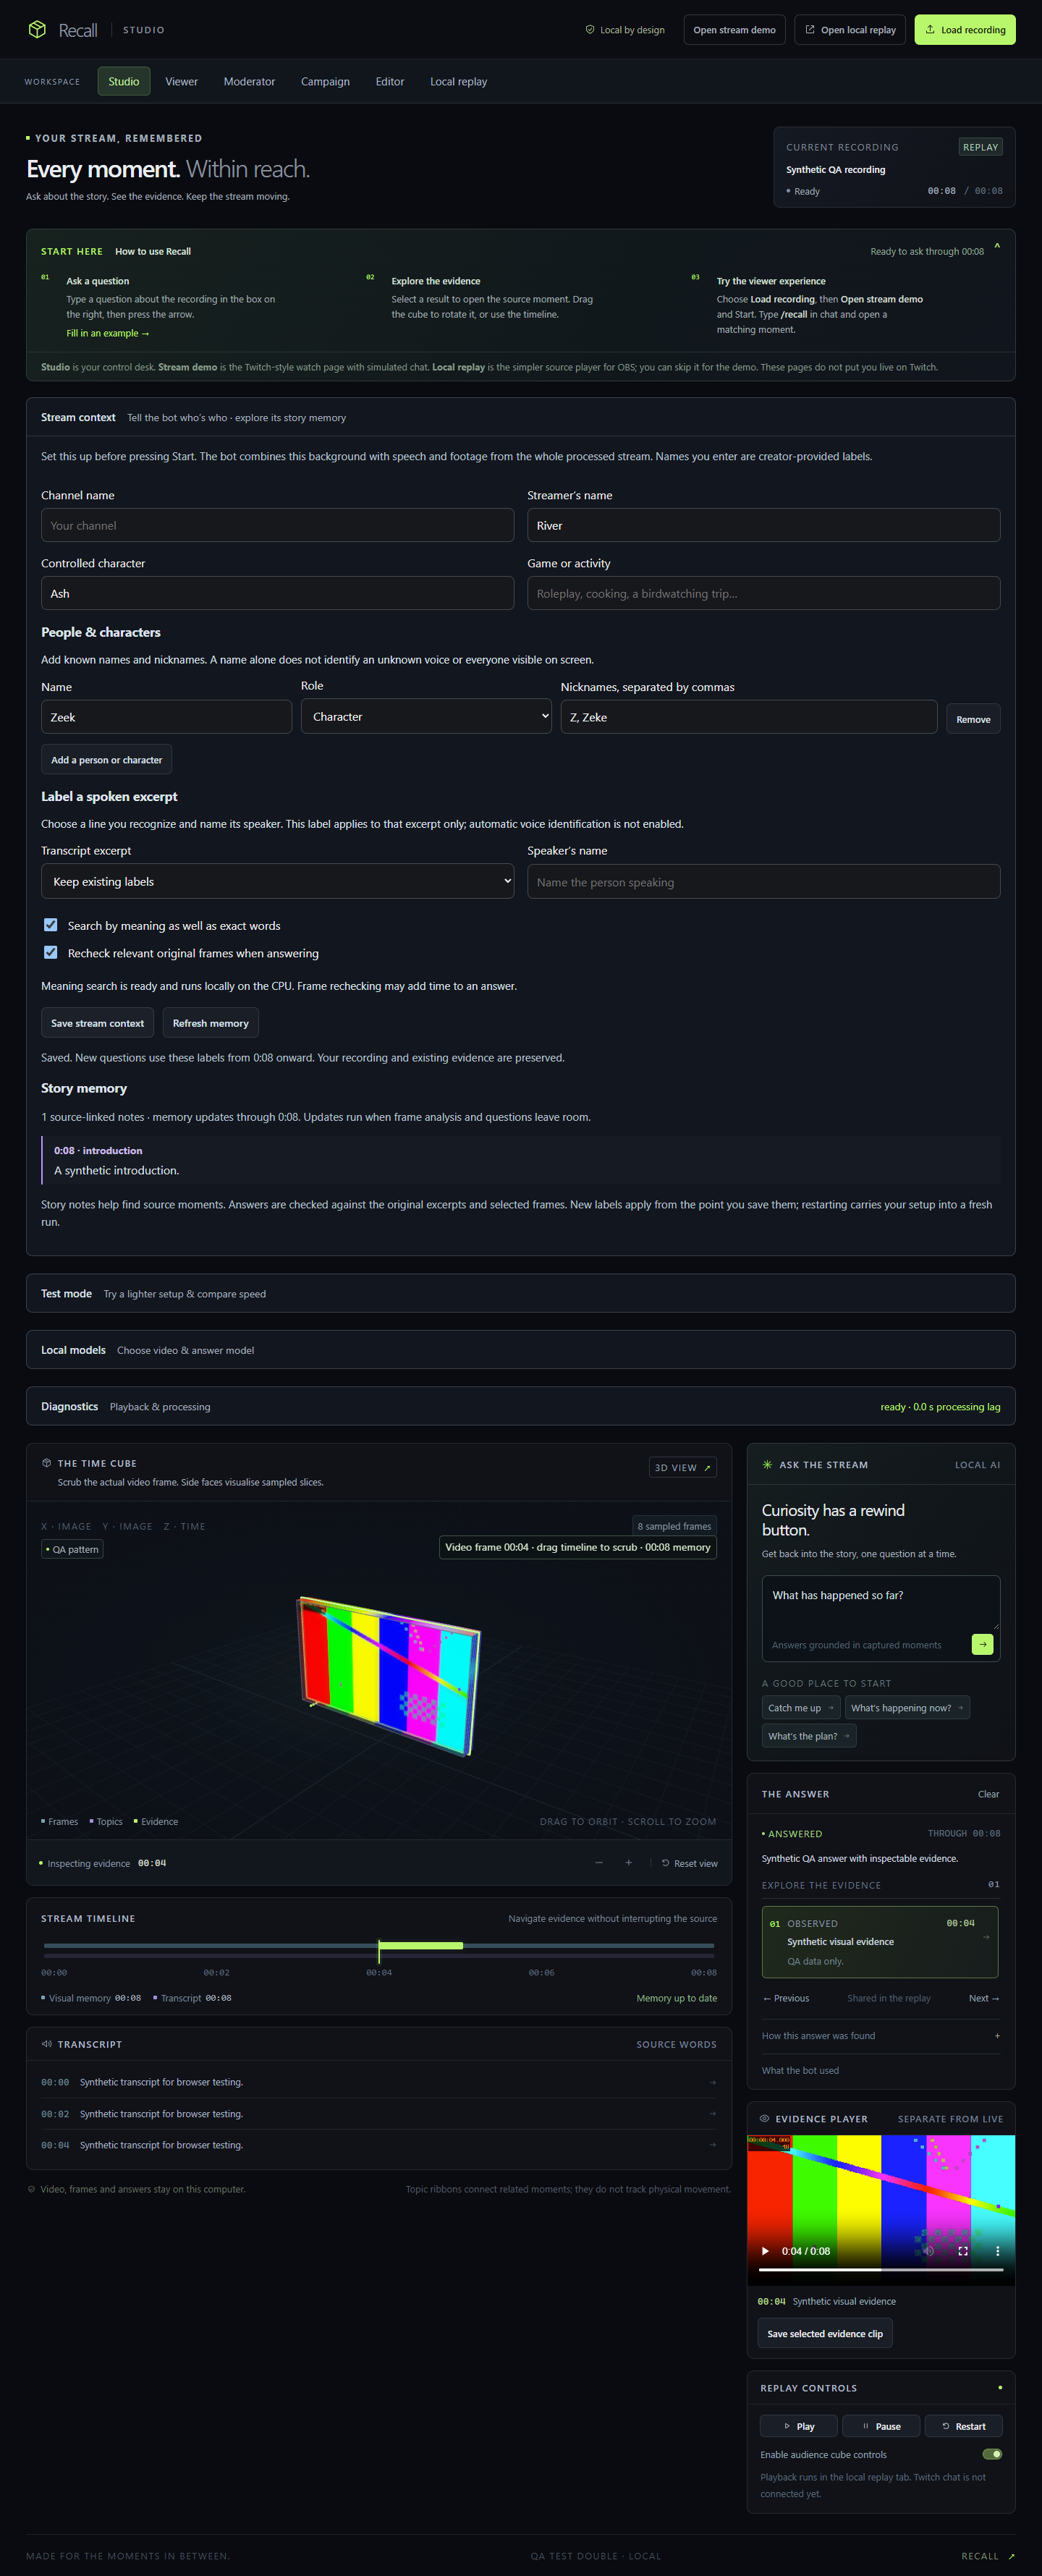 Recall STUDIO
Local by design
Open stream demo
Open local replay
Load recording
WORKSPACE
Studio
Viewer
Moderator
Campaign
Editor
Local replay
YOUR STREAM, REMEMBERED
Every moment. Within reach.
Ask about the story. See the evidence. Keep the stream moving.
CURRENT RECORDING
REPLAY
Synthetic QA recording
Ready
00:08 / 00:08
START HERE How to use Recall
Ready to ask through 00:08 ^
01 Ask a question
Type a question about the recording in the box on
the right, then press the arrow.
Fill in an example →
02 Explore the evidence
Select a result to open the source moment. Drag
the cube to rotate it, or use the timeline.
03 Try the viewer experience
Choose Load recording, then Open stream demo
and Start. Type /recall in chat and open a
matching moment.
Studio is your control desk. Stream demo is the Twitch-style watch page with simulated chat. Local replay is the simpler source player for OBS; you can skip it for the demo. These pages do not put you live on Twitch.
Stream context Tell the bot who's who · explore its story memory
Set this up before pressing Start. The bot combines this background with speech and footage from the whole processed stream. Names you enter are creator-provided labels.
Channel name
Your channel
Streamer's name
River
Controlled character
Ash
Game or activity
Roleplay, cooking, a birdwatching trip...
People & characters
Add known names and nicknames. A name alone does not identify an unknown voice or everyone visible on screen.
Name
Zeek
Role
Character
Nicknames, separated by commas
Z, Zeke
Remove
Add a person or character
Label a spoken excerpt
Choose a line you recognize and name its speaker. This label applies to that excerpt only; automatic voice identification is not enabled.
Transcript excerpt
Keep existing labels
Speaker's name
Name the person speaking
Search by meaning as well as exact words
Recheck relevant original frames when answering
Meaning search is ready and runs locally on the CPU. Frame rechecking may add time to an answer.
Save stream context
Refresh memory
Saved. New questions use these labels from 0:08 onward. Your recording and existing evidence are preserved.
Story memory
1 source-linked notes · memory updates through 0:08. Updates run when frame analysis and questions leave room.
0:08 · introduction
A synthetic introduction.
Story notes help find source moments. Answers are checked against the original excerpts and selected frames. New labels apply from the point you save them; restarting carries your setup into a fresh
run.
Test mode Try a lighter setup & compare speed
Local models Choose video & answer model
Diagnostics Playback & processing
ready · 0.0 s processing lag
THE TIME CUBE
Scrub the actual video frame. Side faces visualise sampled slices.
3D VIEW ↗
X · IMAGE Y · IMAGE Z · TIME
8 sampled frames
QA pattern
Video frame 00:04 · drag timeline to scrub · 00:08 memory
Frames
Topics
Evidence
DRAG TO ORBIT · SCROLL TO ZOOM
Inspecting evidence 00:04
− + Reset view
STREAM TIMELINE
Navigate evidence without interrupting the source
00:00 00:02 00:04 00:06 00:08
Visual memory 00:08
Transcript 00:08
Memory up to date
TRANSCRIPT
SOURCE WORDS
00:00 Synthetic transcript for browser testing. →
00:02 Synthetic transcript for browser testing. →
00:04 Synthetic transcript for browser testing. →
Video, frames and answers stay on this computer.
Topic ribbons connect related moments; they do not track physical movement.
ASK THE STREAM
LOCAL AI
Curiosity has a rewind
button.
Get back into the story, one question at a time.
What has happened so far?
Answers grounded in captured moments →
A GOOD PLACE TO START
Catch me up →
What's happening now? →
What's the plan? →
THE ANSWER
Clear
ANSWERED
THROUGH 00:08
Synthetic QA answer with inspectable evidence.
EXPLORE THE EVIDENCE 01
01 OBSERVED 00:04
Synthetic visual evidence →
QA data only.
← Previous
Shared in the replay
Next →
How this answer was found +
What the bot used
EVIDENCE PLAYER
SEPARATE FROM LIVE
00:00:04.000
0:04 / 0:08
00:04 Synthetic visual evidence
Save selected evidence clip
REPLAY CONTROLS
Play
Pause
Restart
Enable audience cube controls
Playback runs in the local replay tab. Twitch chat is not
connected yet.
MADE FOR THE MOMENTS IN BETWEEN.
QA TEST DOUBLE · LOCAL
RECALL ↗